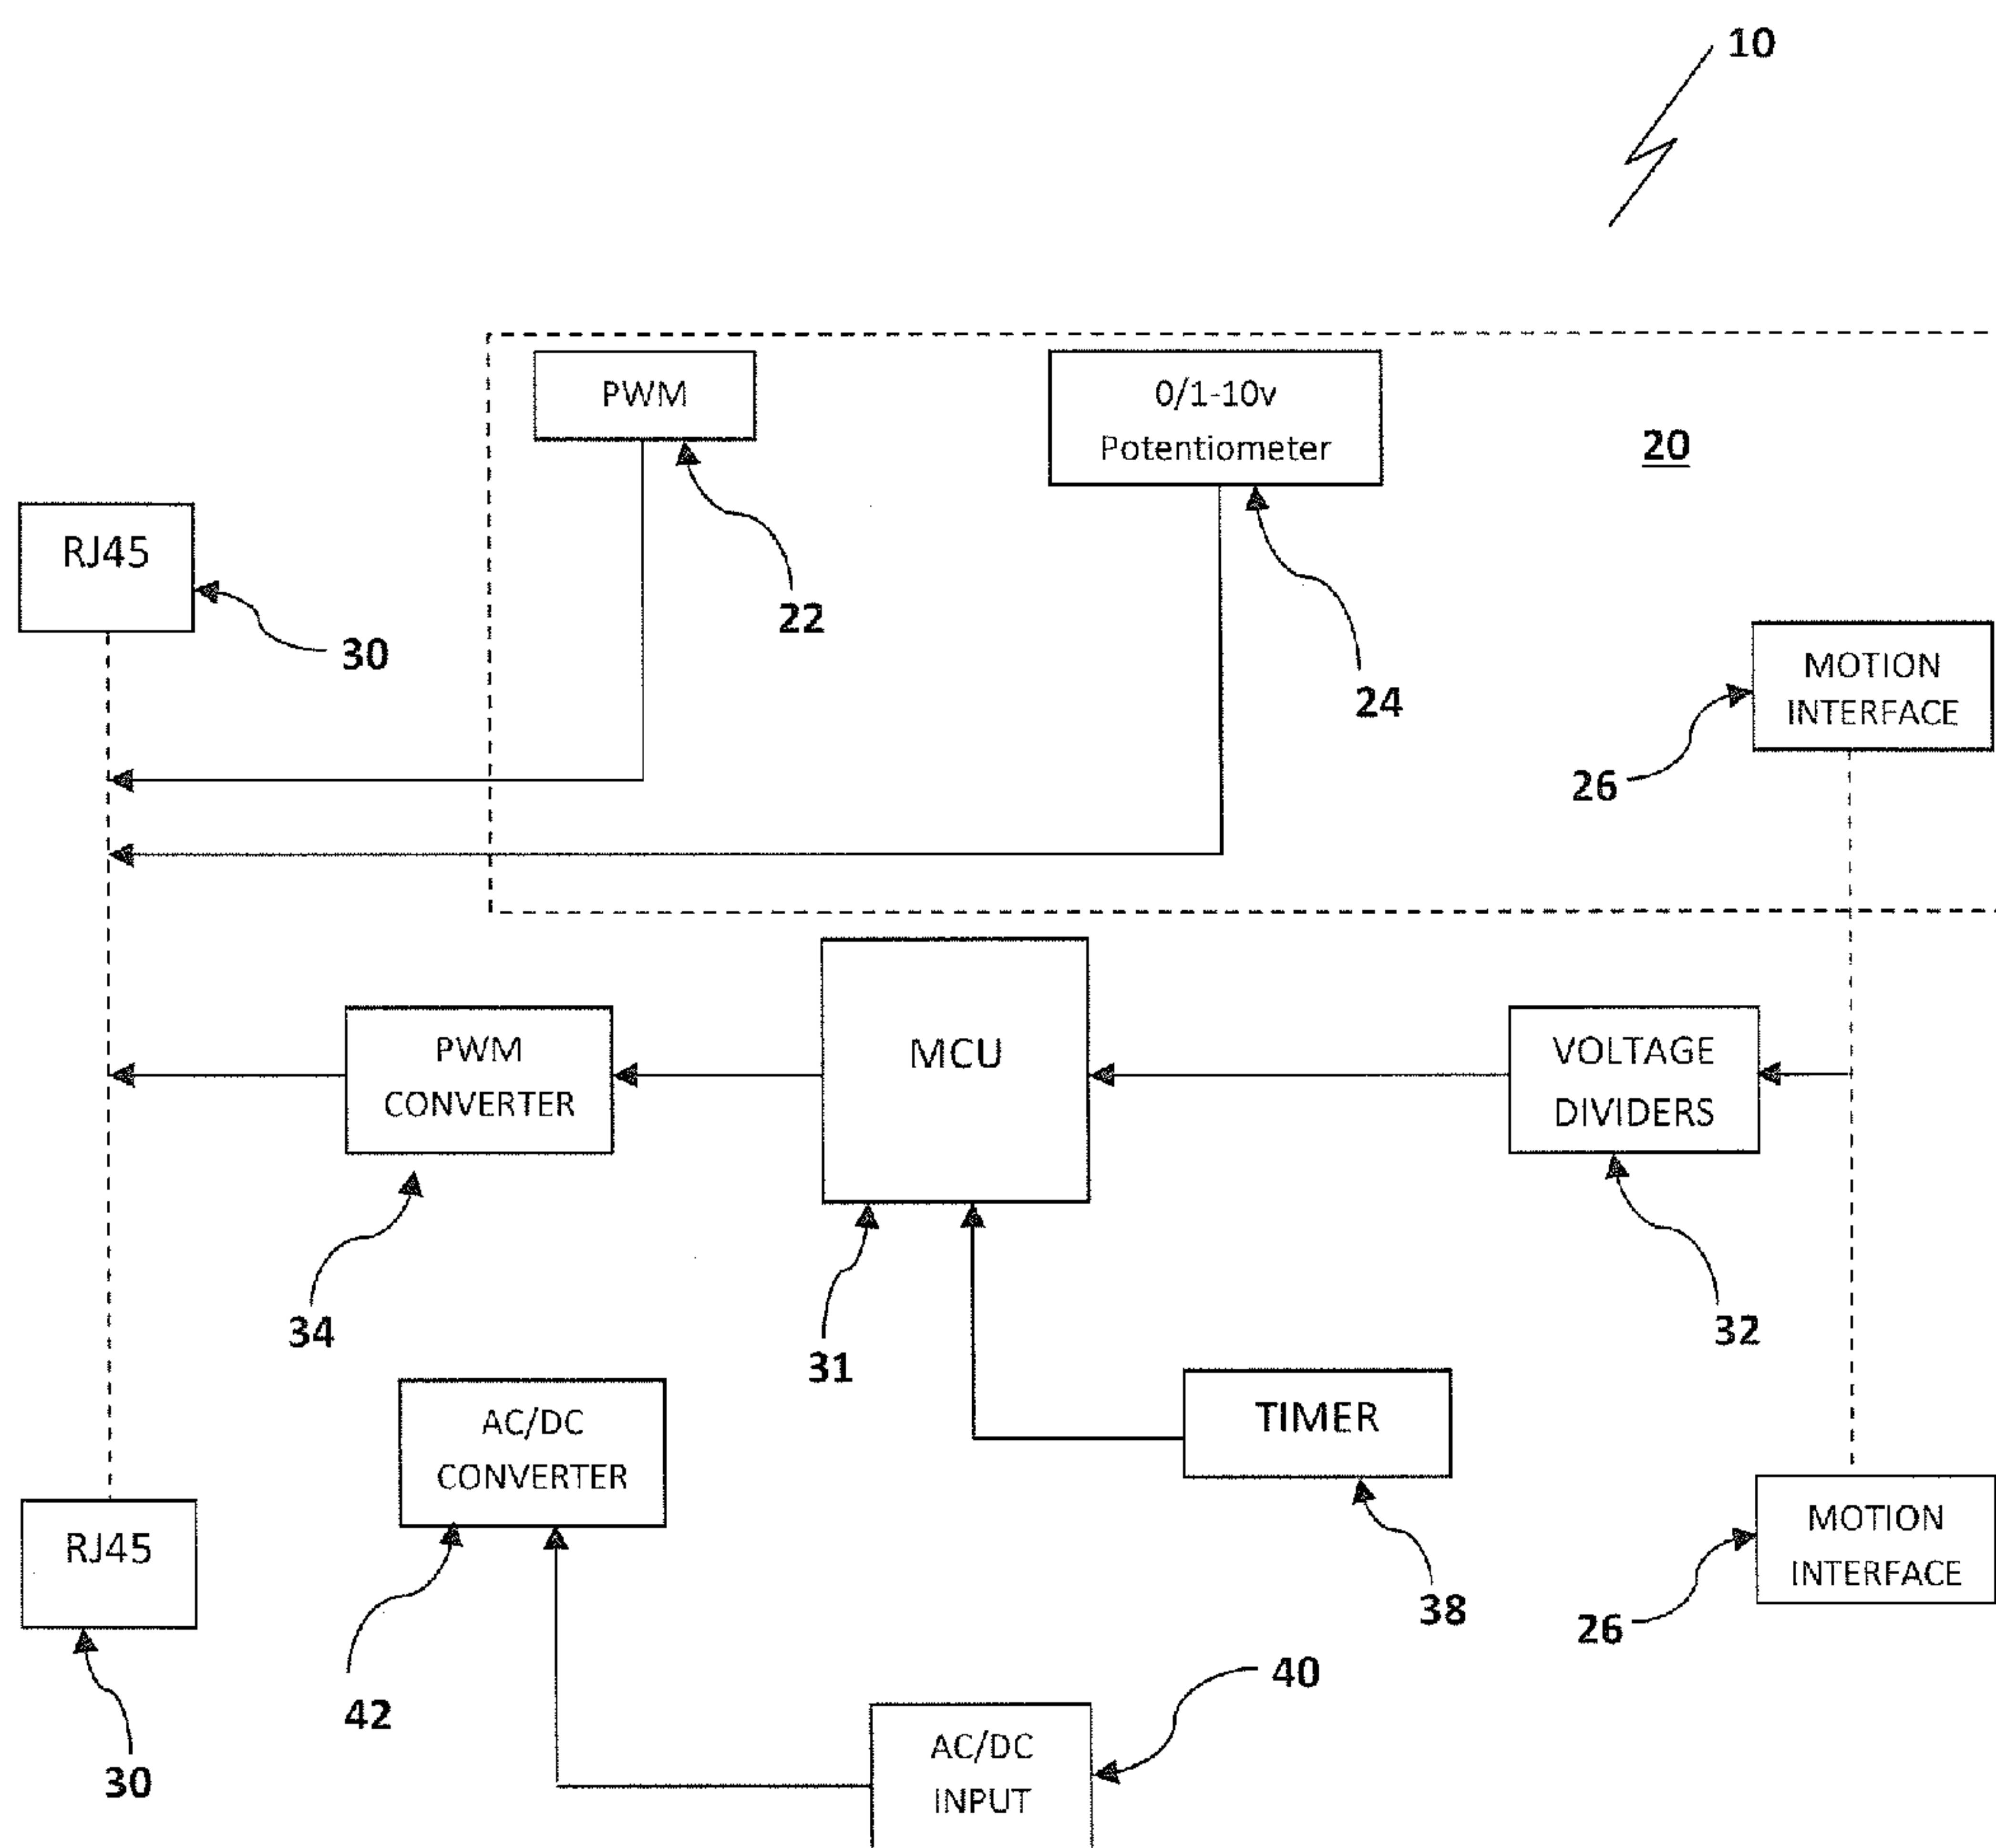 10
PWM
0/1-10v
Potentiometer
20
RJ45
22
30
24
MOTION
INTERFACE
26
PWM
CONVERTER
MCU
VOLTAGE
DIVIDERS
34
31
32
AC/DC
CONVERTER
TIMER
RJ45
MOTION
INTERFACE
38
26
42
40
30
AC/DC
INPUT